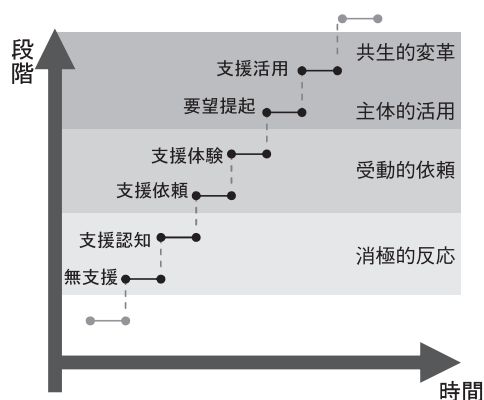 段階
共生的変革
支援活用
要望提起
主体的活用
支援体験
受動的依頼
支援依頼
支援認知
消極的反応
無支援
時間